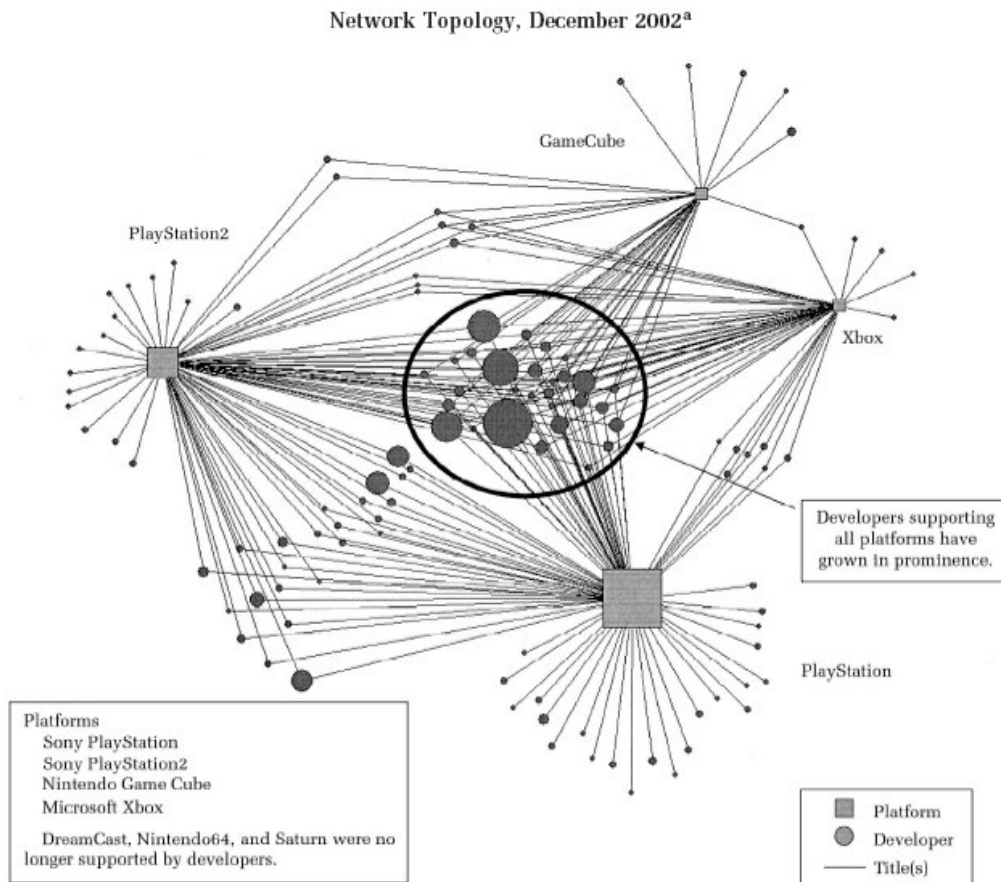 Network Topology, December 2002ª
GameCube
PlayStation2
Xbox
Developers supporting
all platforms have
grown in prominence.
PlayStation
Platforms
Sony PlayStation
Sony PlayStation2
Nintendo Game Cube
Microsoft Xbox
DreamCast, Nintendo64, and Saturn were no
longer supported by developers.
Platform
Developer
Title(s)